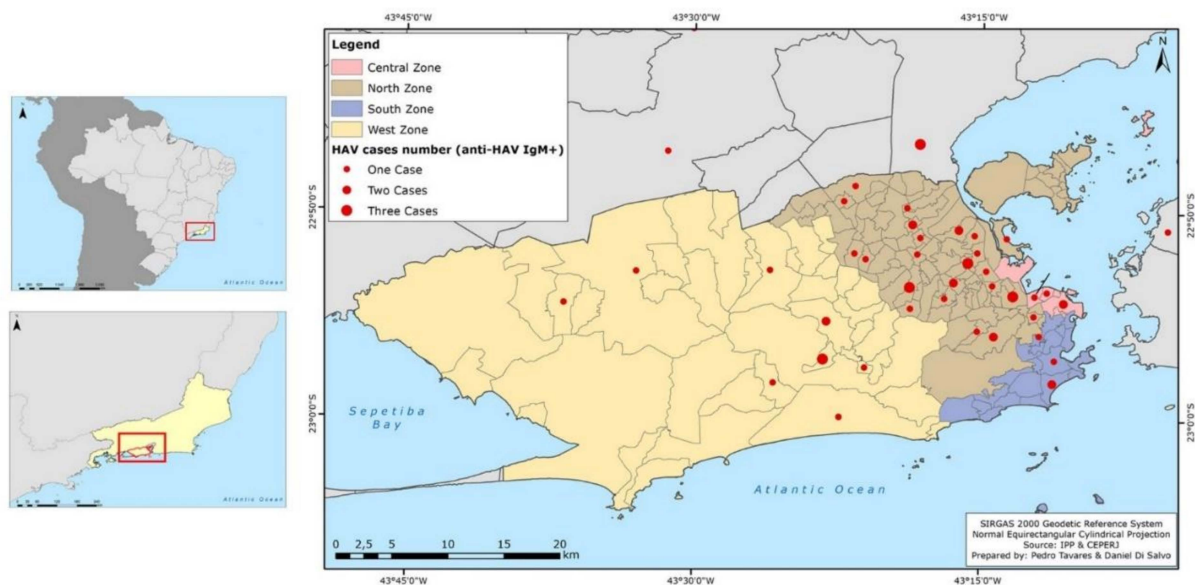 43°45'0"W
43°30'0"W
43°15'0"W
Legend
Central Zone
North Zone
South Zone
West Zone
HAV cases number (anti-HAV IgM+)
One Case
Two Cases
Three Cases
N
22°50'0"S
22°50'0"S
23°0'0"S
23°0'0"S
Atlantic Ocean
Atlantic Ocean
Sepetiba
Bay
Atlantic Ocean
0 2,5 5 10 15 20
km
SIRGAS 2000 Geodetic Reference System
Normal Equirectangular Cylindrical Projection
Source: IPP & CEPERJ
Prepared by: Pedro Tavares & Daniel Di Salvo
43°45'0"W
43°30'0"W
43°15'0"W